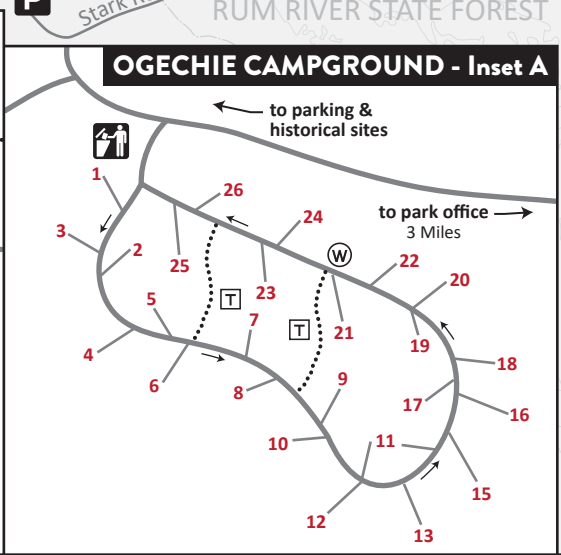 P
Stark R
RUM RIVER STATE FOREST
OGECHIE CAMPGROUND - Inset A
to parking &
historical sites
1
26
24
to park office
3 Miles
3
2
W
22
25
23
20
T
5
7
T
21
19
4
18
6
8
9
17
16
10
11
15
12
13